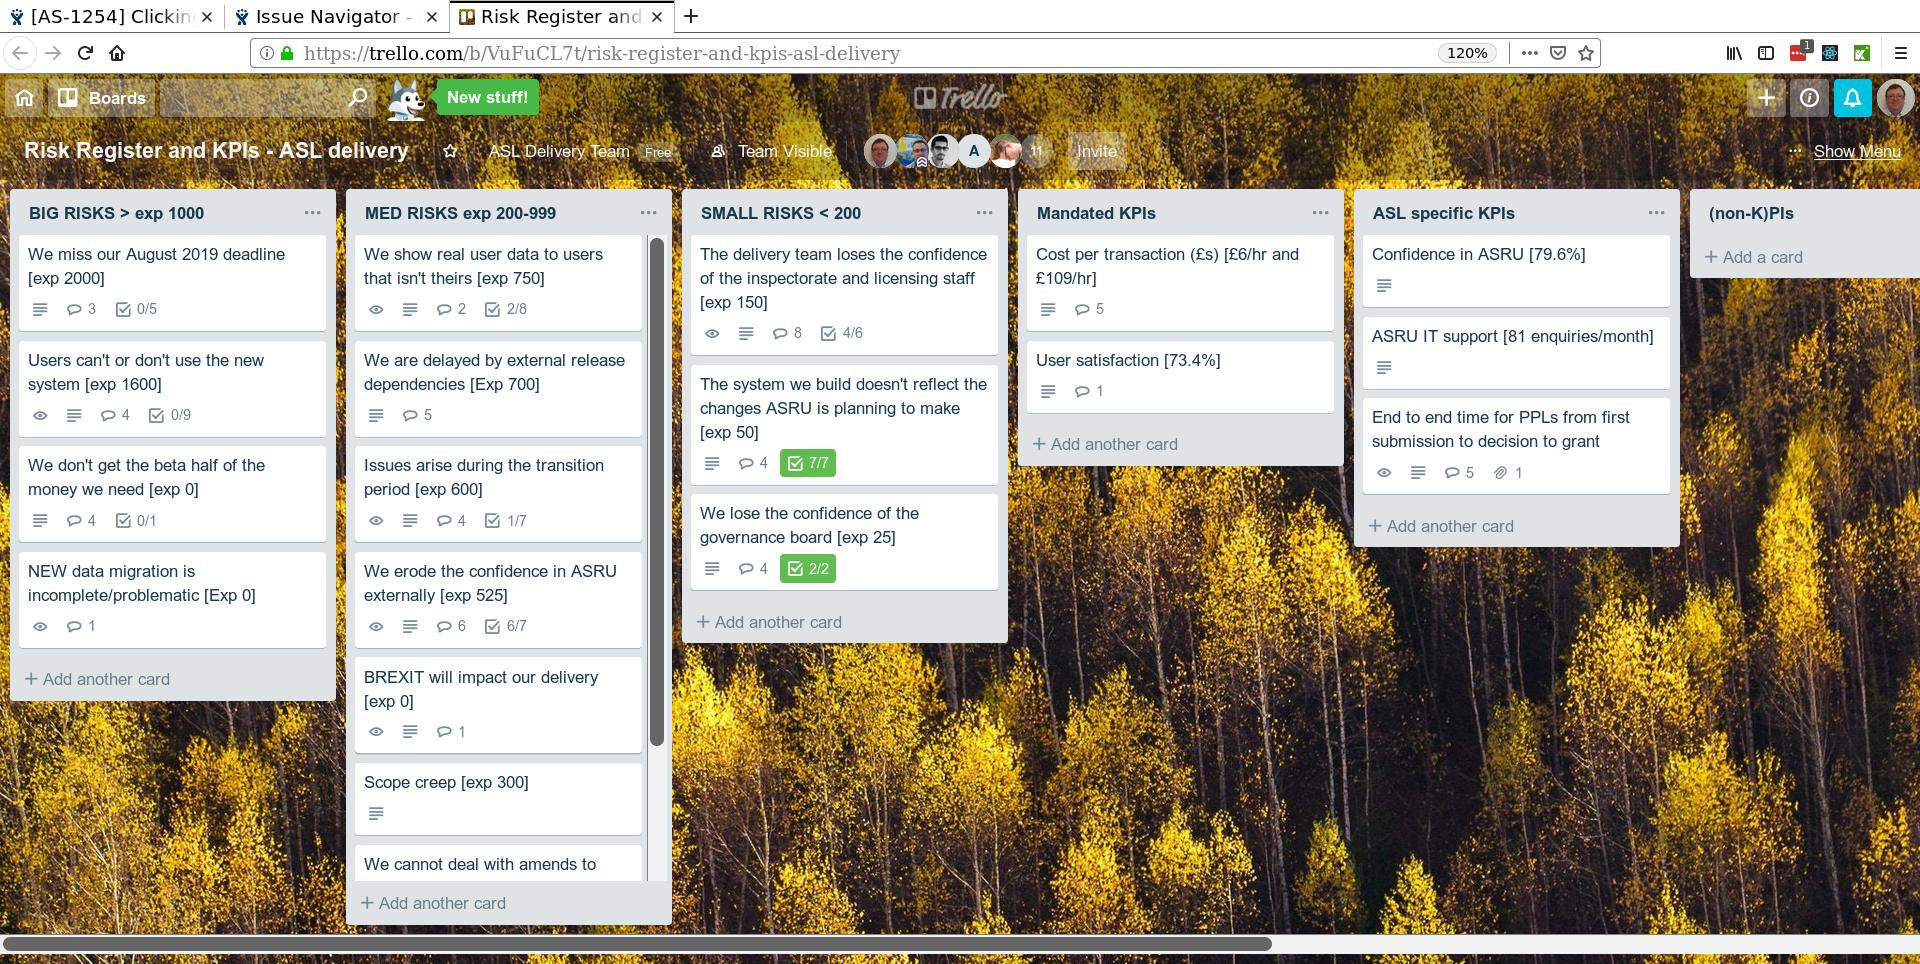 [AS-1254] Clickin
Issue Navigator -
Risk Register and
https://trello.com/b/VuFuCL7t/risk-register-and-kpis-asl-delivery
120%
1
Boards
New stuff!
Trello
Risk Register and KPIs - ASL delivery
ASL Delivery Team
Free
Team Visible
A
11
Invite
Show Menu
BIG RISKS > exp 1000
We miss our August 2019 deadline
[exp 2000]
3
0/5
Users can't or don't use the new
system [exp 1600]
4
0/9
We don't get the beta half of the
money we need [exp 0]
4
0/1
NEW data migration is
incomplete/problematic [Exp 0]
1
+ Add another card
MED RISKS exp 200-999
We show real user data to users
that isn't theirs [exp 750]
2
2/8
We are delayed by external release
dependencies [Exp 700]
5
Issues arise during the transition
period [exp 600]
4
1/7
We erode the confidence in ASRU
externally [exp 525]
6
6/7
BREXIT will impact our delivery
[exp 0]
1
Scope creep [exp 300]
We cannot deal with amends to
+ Add another card
SMALL RISKS < 200
The delivery team loses the confidence
of the inspectorate and licensing staff
[exp 150]
8
4/6
The system we build doesn't reflect the
changes ASRU is planning to make
[exp 50]
4
7/7
We lose the confidence of the
governance board [exp 25]
4
2/2
+ Add another card
Mandated KPIs
Cost per transaction (£s) [£6/hr and
£109/hr]
5
User satisfaction [73.4%]
1
+ Add another card
ASL specific KPIs
Confidence in ASRU [79.6%]
ASRU IT support [81 enquiries/month]
End to end time for PPLs from first
submission to decision to grant
5
1
+ Add another card
(non-K)PIs
+ Add a card